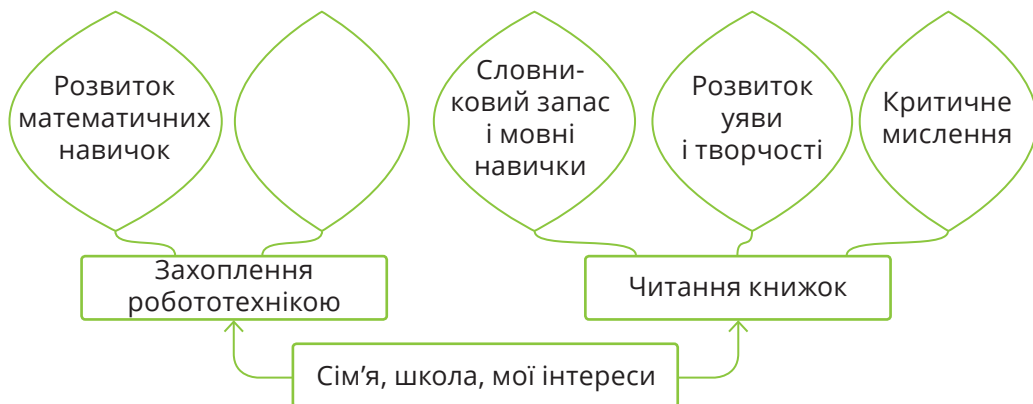 Розвиток
математичних
навичок
Словни-
ковий запас
і мовні
навички
Розвиток
уяви
і творчості
Критичне
мислення
Захоплення
робототехнікою
Читання книжок
Сім’я, школа, мої інтереси